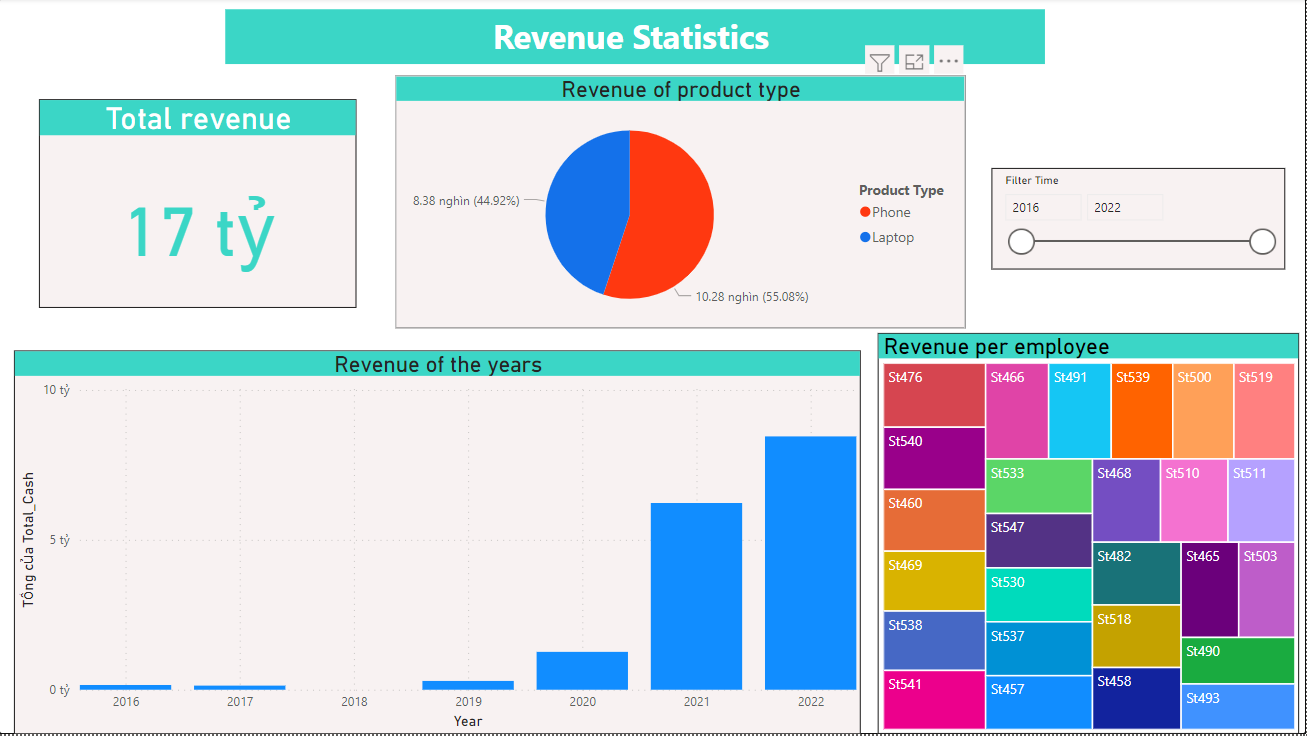 Revenue Statistics
Total revenue
17 tỷ
Revenue of product type
8.38 nghìn (44.92%)
10.28 nghìn (55.08%)
Product Type
Phone
Laptop
Filter Time
2016
2022
Revenue of the years
Tổng của Total_Cash
10 tỷ
5 tỷ
0 tỷ
2016
2017
2018
2019
2020
2021
2022
Year
Revenue per employee
St476
St540
St460
St469
St538
St541
St466
St491
St539
St500
St519
St533
St547
St530
St537
St457
St468
St510
St511
St482
St518
St458
St465
St503
St490
St493